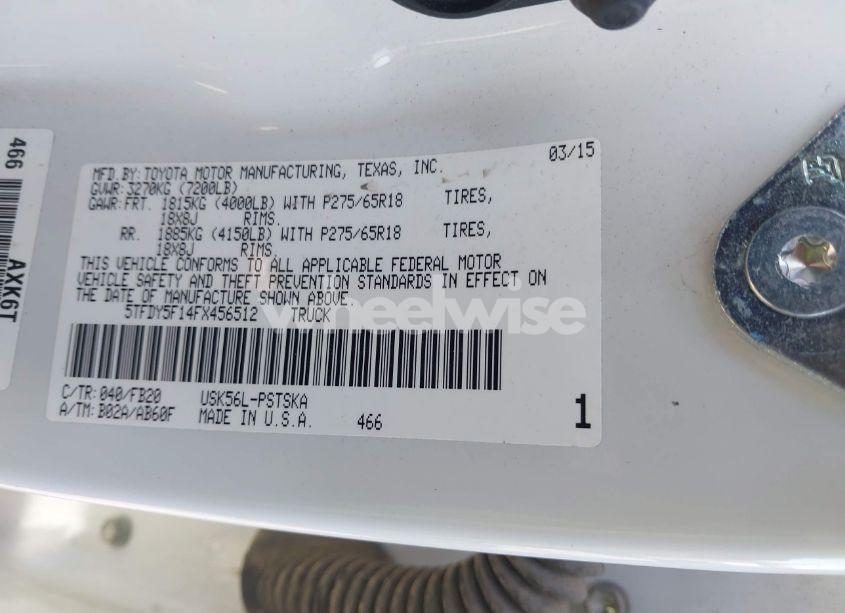 466
AXK6T
MFD.BY:TOYOTA MOTOR MANUFACTURING, TEXAS, INC. 03/15
GVWR:3270KG (7200LB)
GAWR:FRT. 1815KG (4000LB) WITH P275/65R18 TIRES,
18X8J RIMS
RR. 1885KG (4150LB) WITH P275/65R18 TIRES,
18X8J RIMS
THIS VEHICLE CONFORMS TO ALL APPLICABLE FEDERAL MOTOR
VEHICLE SAFETY AND THEFT PREVENTION STANDARDS IN EFFECT ON
THE DATE OF MANUFACTURE SHOWN ABOVE.
5TFDY5F14FX456512 TRUCK
wheelwise
C/TR:040/FB20 USK56L-PSTSKA
A/TM:B02A/AB60F MADE IN U.S.A. 466 1